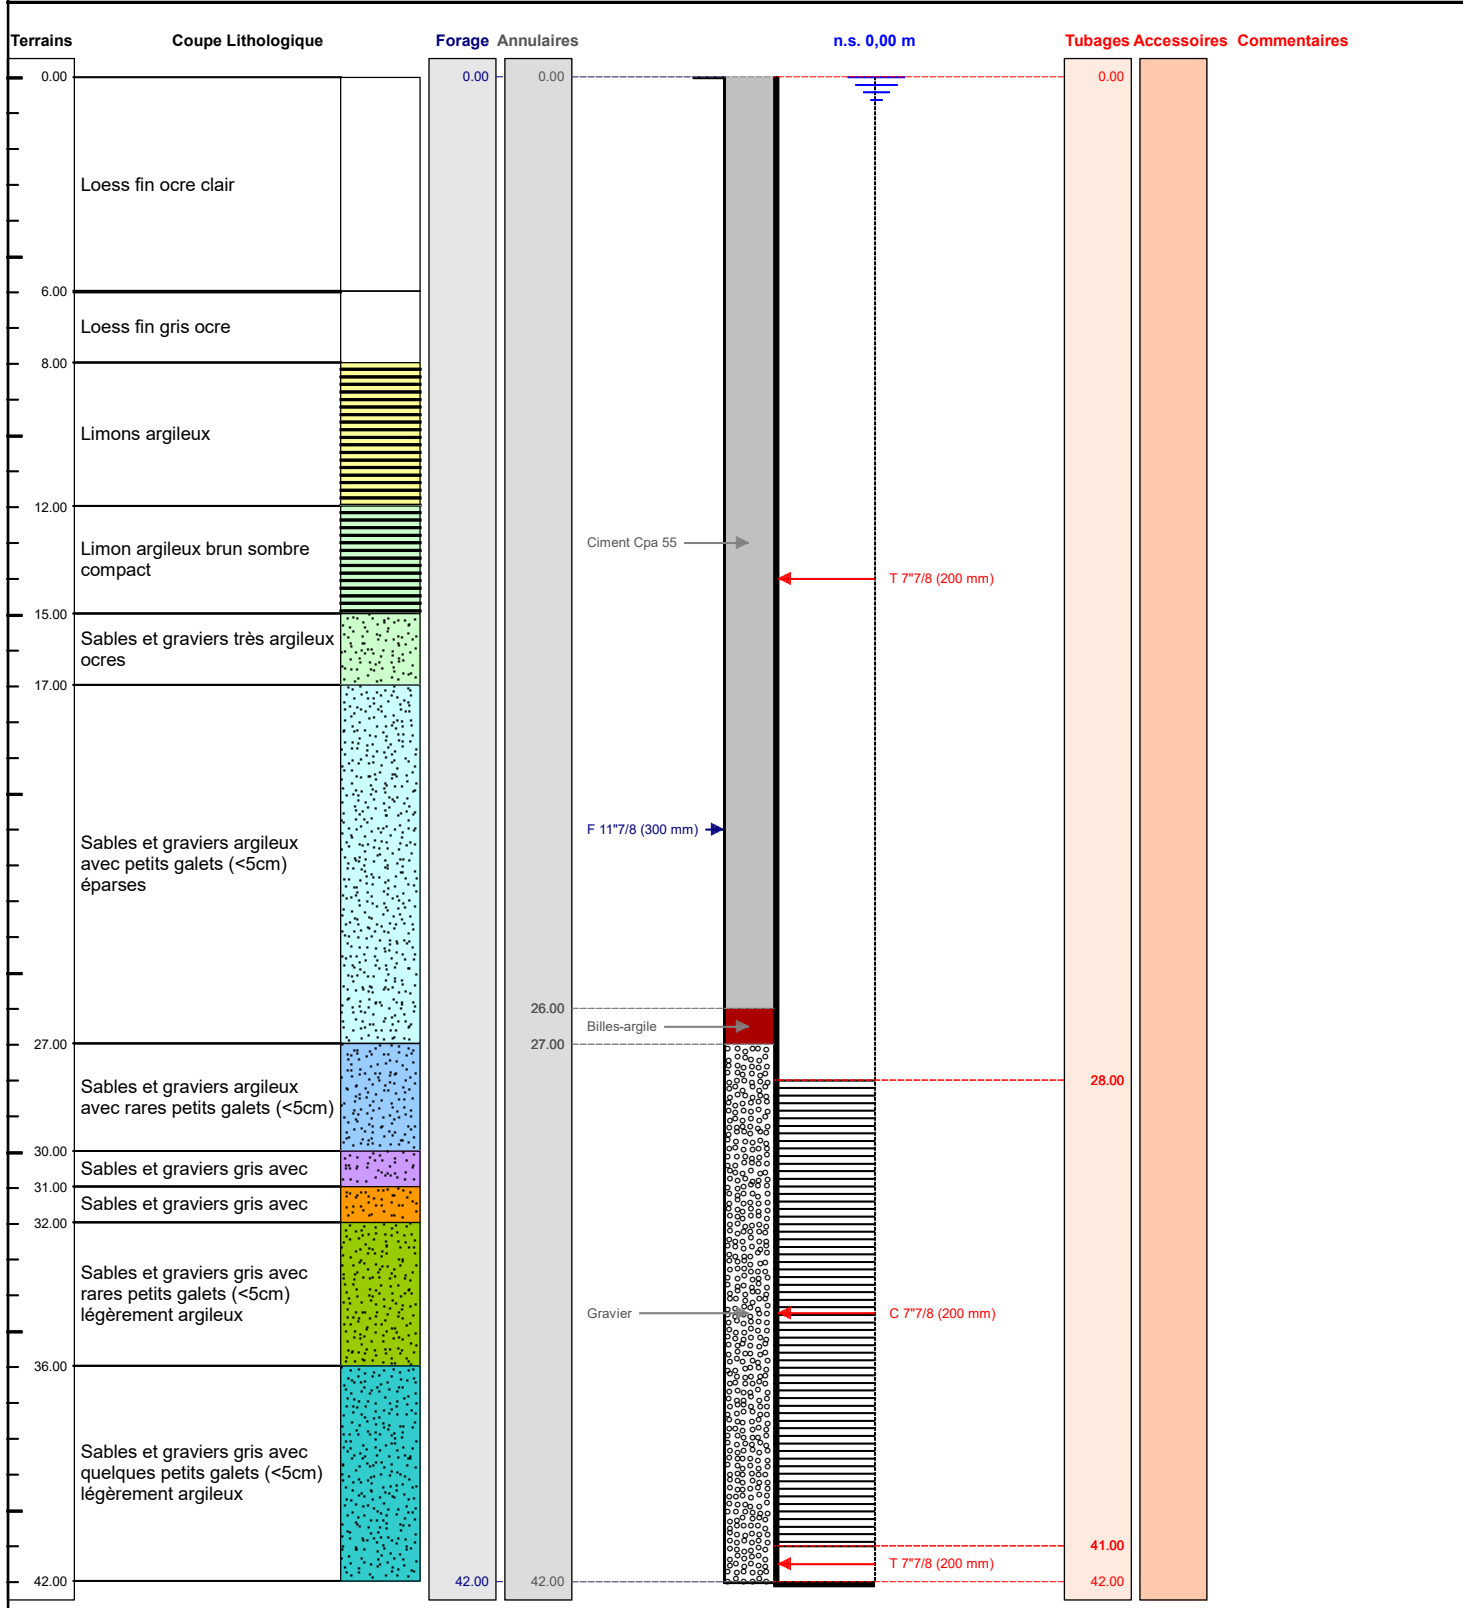 Terrains Coupe Lithologique Forage Annulaires n.s. 0,00 m Tubages Accessoires Commentaires
0.00 0.00 0.00 0.00
Loess fin ocre clair
6.00
Loess fin gris ocre
8.00
Limons argileux
12.00
Ciment Cpa 55
Limon argileux brun sombre
compact
T 7"7/8 (200 mm)
15.00
Sables et graviers très argileux
ocres
17.00
F 11"7/8 (300 mm)
Sables et graviers argileux
avec petits galets (<5cm)
éparses
26.00
Billes-argile
27.00 27.00
28.00
Sables et graviers argileux
avec rares petits galets (<5cm)
30.00
Sables et graviers gris avec
31.00
Sables et graviers gris avec
32.00
Sables et graviers gris avec
rares petits galets (<5cm)
légèrement argileux
Gravier C 7"7/8 (200 mm)
36.00
Sables et graviers gris avec
quelques petits galets (<5cm)
légèrement argileux
41.00
T 7"7/8 (200 mm)
42.00 42.00 42.00 42.00